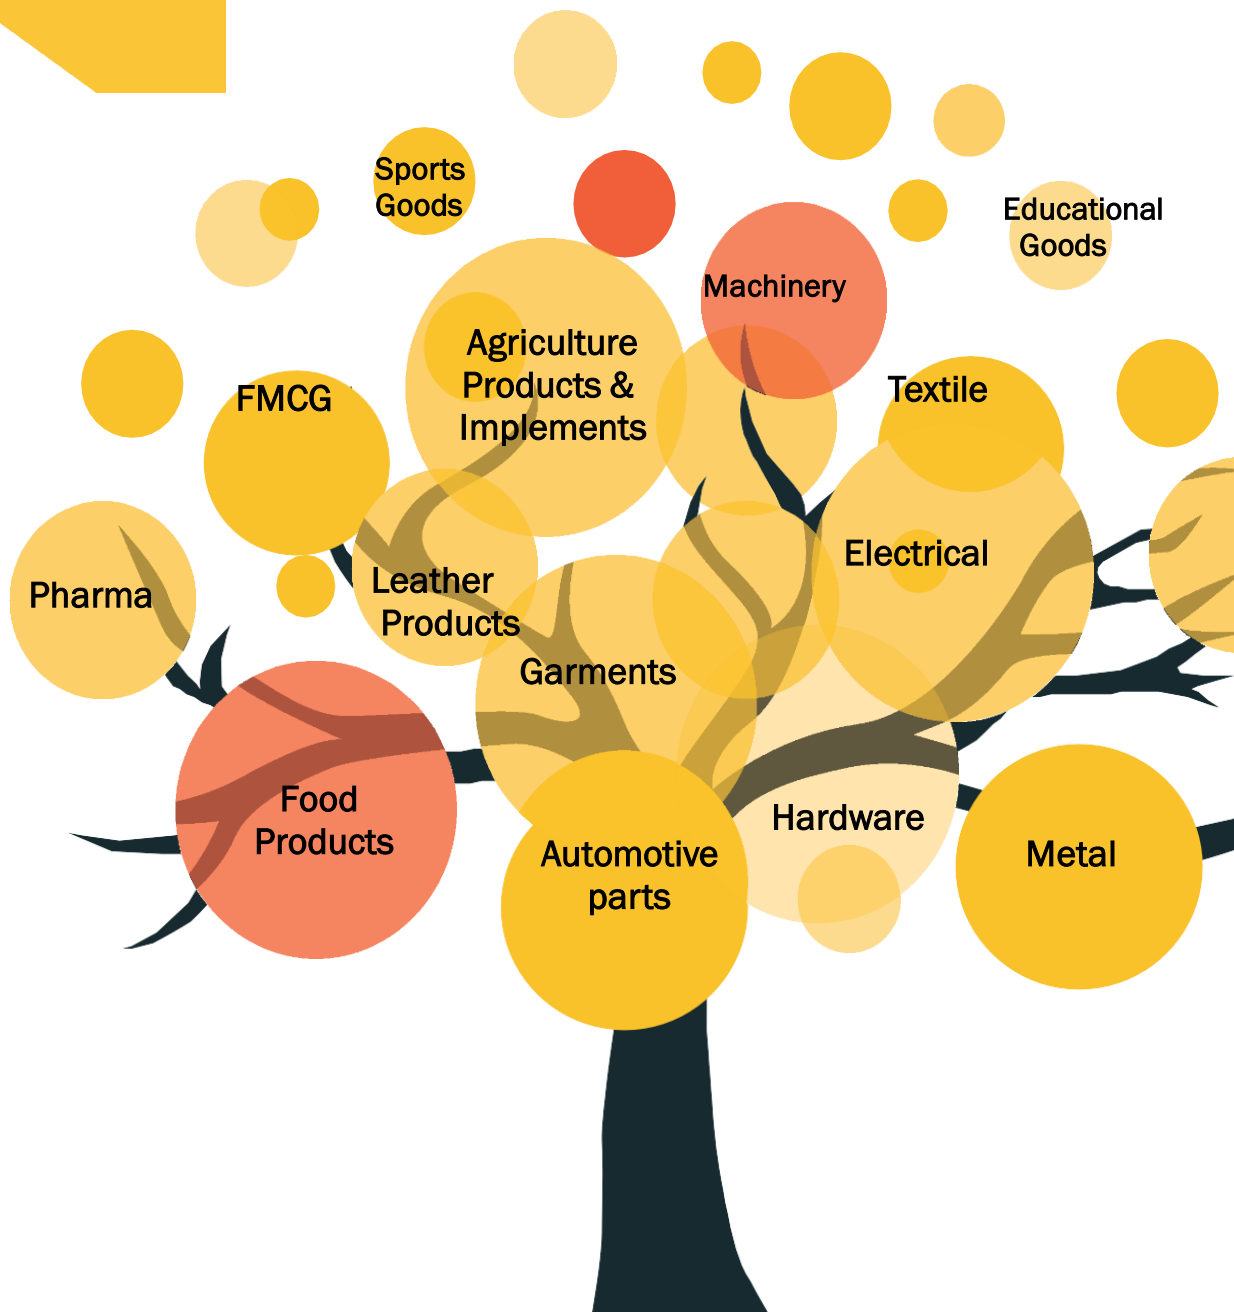 Sports
Goods
Educational
Goods
Machinery
Agriculture
Products &
Implements
FMCG
Textile
Electrical
Pharma
Leather
Products
Garments
Food
Products
Hardware
Automotive
parts
Metal